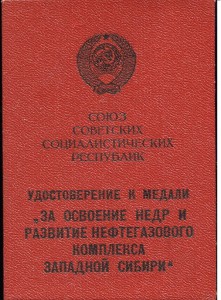 СОЮЗ
СОВЕТСКИХ
СОЦИАЛИСТИЧЕСКИХ
РЕСПУБЛИК
УДОСТОВЕРЕНИЕ К МЕДАЛИ
„ЗА ОСВОЕНИЕ НЕДР И
РАЗВИТИЕ НЕФТЕГАЗОВОГО
КОМПЛЕКСА
ЗАПАДНОЙ СИБИРИ"